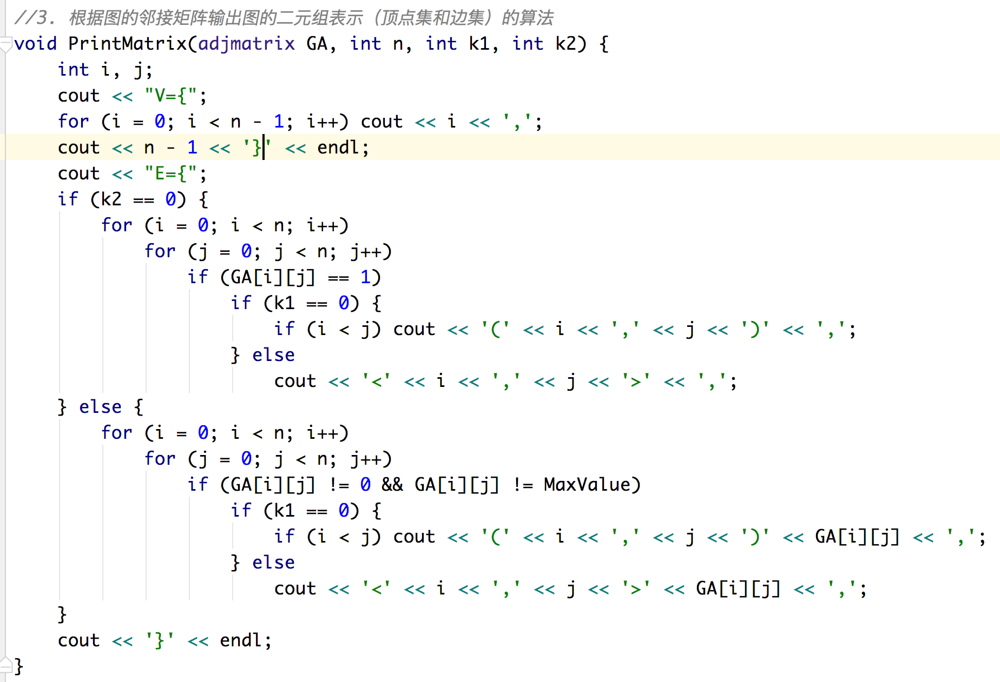 //3. 根据图的邻接矩阵输出图的二元组表示（顶点集和边集）的算法
void PrintMatrix(adjmatrix GA, int n, int k1, int k2) {
    int i, j;
    cout << "V={";
    for (i = 0; i < n - 1; i++) cout << i << ',';
    cout << n - 1 << '}' << endl;
    cout << "E={";
    if (k2 == 0) {
        for (i = 0; i < n; i++)
            for (j = 0; j < n; j++)
                if (GA[i][j] == 1)
                    if (k1 == 0) {
                        if (i < j) cout << '(' << i << ',' << j << ')' << ',';
                    } else
                        cout << '<' << i << ',' << j << '>' << ',';
    } else {
        for (i = 0; i < n; i++)
            for (j = 0; j < n; j++)
                if (GA[i][j] != 0 && GA[i][j] != MaxValue)
                    if (k1 == 0) {
                        if (i < j) cout << '(' << i << ',' << j << ')' << GA[i][j] << ',';
                    } else
                        cout << '<' << i << ',' << j << '>' << GA[i][j] << ',';
    }
    cout << '}' << endl;
}